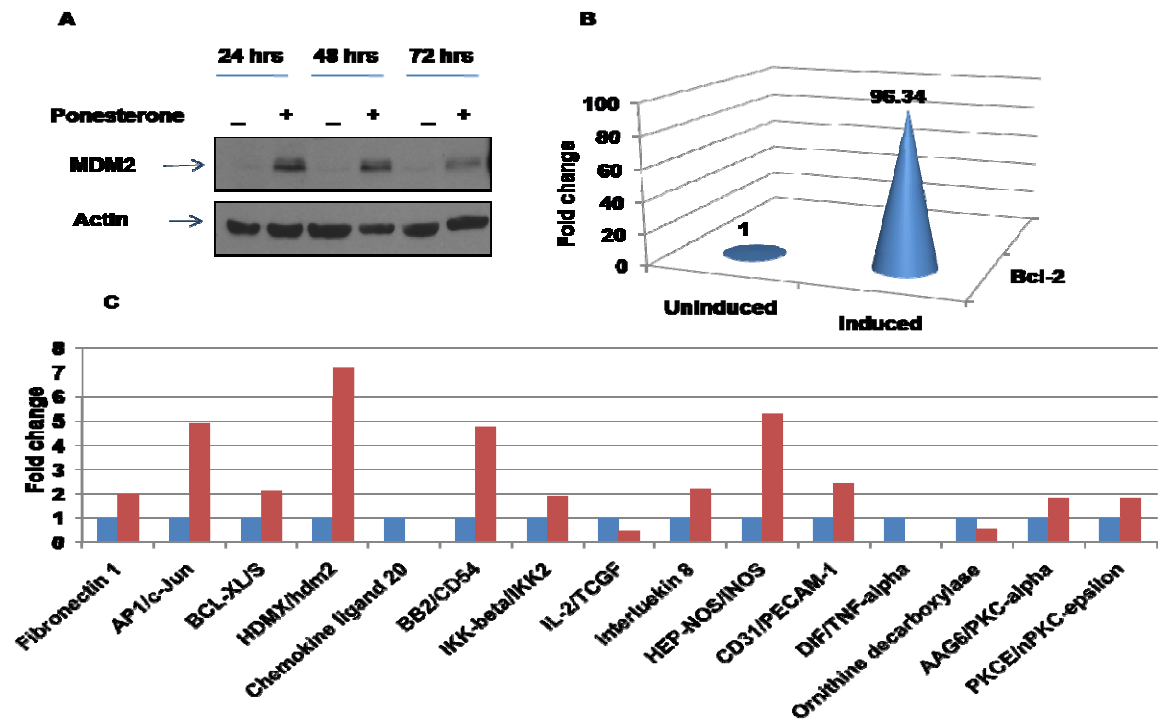 A
24 hrs 48 hrs 72 hrs
Ponesterone _ + _ + _ +
MDM2
Actin
B
Fold change
100
80
60
40
20
0
1
96.34
Uninduced
Induced
Bcl-2
C
Fold change
8
7
6
5
4
3
2
1
0
Fibronectin 1
AP1/c-Jun
BCL-XL/S
HDMX/hdm2
Chemokine ligand 20
BB2/CD54
IKK-beta/IKK2
IL-2/TCGF
Interluekin 8
HEP-NOS/INOS
CD31/PECAM-1
DIF/TNF-alpha
Ornithine decarboxylase
AAG6/PKC-alpha
PKCE/nPKC-epsilon